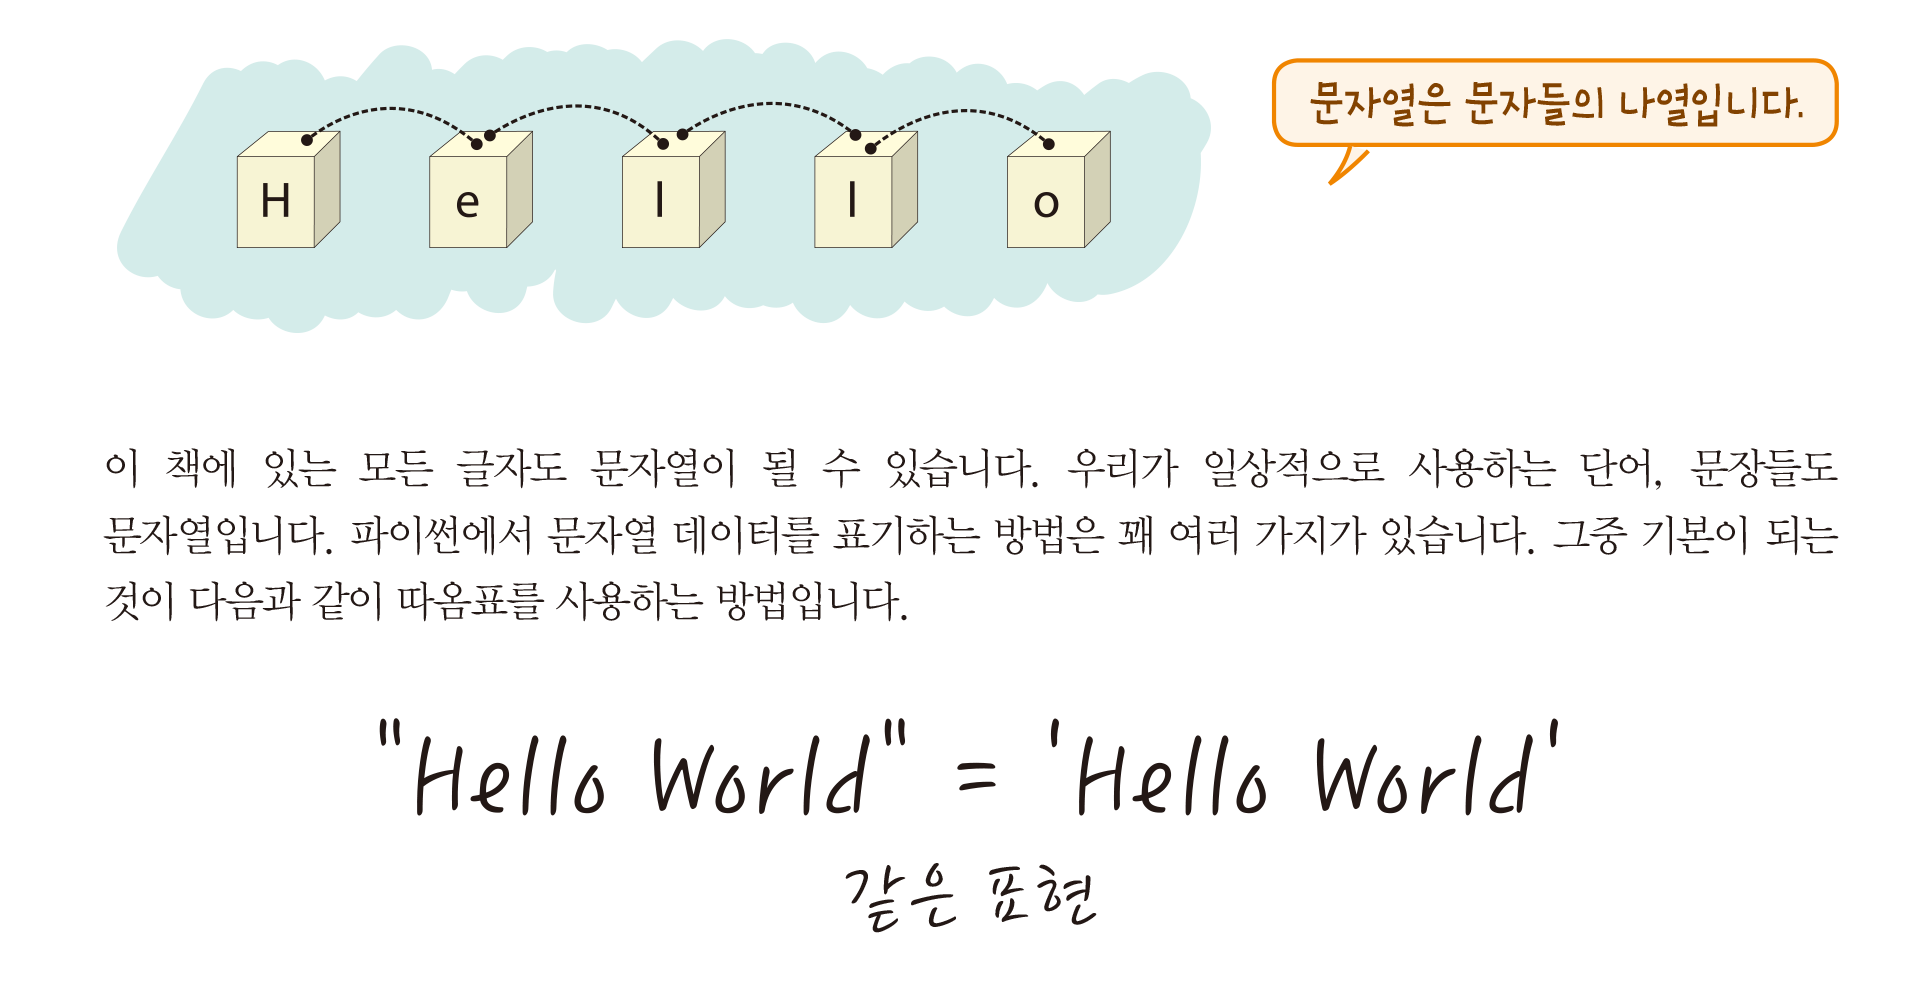 H e l l o
문자열은 문자들의 나열입니다.
이 책에 있는 모든 글자도 문자열이 될 수 있습니다. 우리가 일상적으로 사용하는 단어, 문장들도
문자열입니다. 파이썬에서 문자열 데이터를 표기하는 방법은 꽤 여러 가지가 있습니다. 그중 기본이 되는
것이 다음과 같이 따옴표를 사용하는 방법입니다.
"Hello World" = 'Hello World'
같은 표현